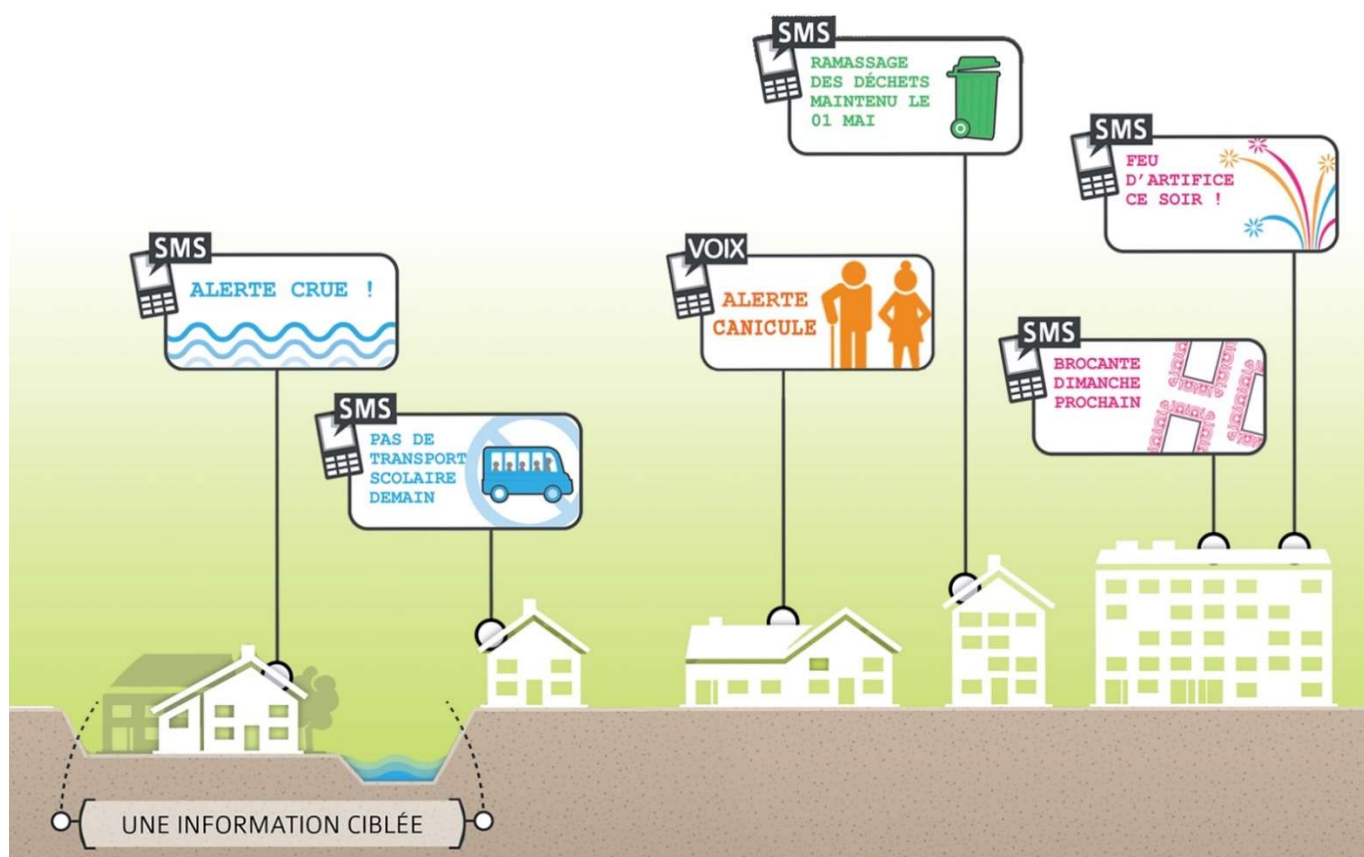 SMS
RAMASSAGE
DES DÉCHETS
MAINTENU LE
01 MAI
SMS
FEU
D'ARTIFICE
CE SOIR !
SMS
ALERTE CRUE !
VOIX
ALERTE
CANICULE
SMS
BROCANTE
DIMANCHE
PROCHAIN
SMS
PAS DE
TRANSPORT
SCOLAIRE
DEMAIN
UNE INFORMATION CIBLÉE